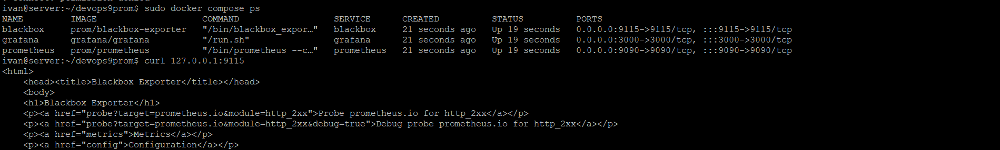 ivan@server:~/devops9prom$ sudo docker compose ps
NAME IMAGE COMMAND SERVICE CREATED STATUS PORTS
blackbox prom/blackbox-exporter "/bin/blackbox_expor…" blackbox 21 seconds ago Up 19 seconds 0.0.0.0:9115->9115/tcp, :::9115->9115/tcp
grafana grafana/grafana "/run.sh" grafana 21 seconds ago Up 19 seconds 0.0.0.0:3000->3000/tcp, :::3000->3000/tcp
prometheus prom/prometheus "/bin/prometheus --c…" prometheus 21 seconds ago Up 19 seconds 0.0.0.0:9090->9090/tcp, :::9090->9090/tcp
ivan@server:~/devops9prom$ curl 127.0.0.1:9115
<html>
    <head><title>Blackbox Exporter</title></head>
    <body>
    <h1>Blackbox Exporter</h1>
    <p><a href="probe?target=prometheus.io&module=http_2xx">Probe prometheus.io for http_2xx</a></p>
    <p><a href="probe?target=prometheus.io&module=http_2xx&debug=true">Debug probe prometheus.io for http_2xx</a></p>
    <p><a href="metrics">Metrics</a></p>
    <p><a href="config">Configuration</a></p>